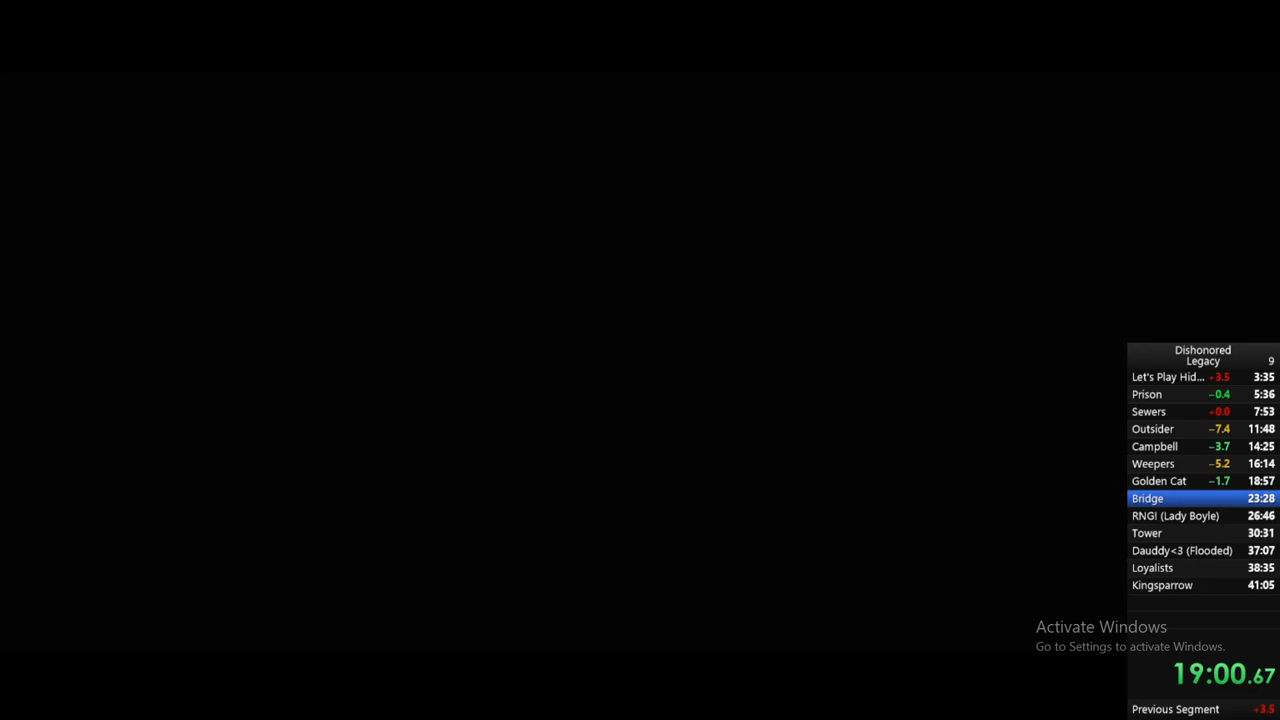 Dishonored
Legacy 9
Let's Play Hid... +3.5 3:35
Prison −0.4 5:36
Sewers +0.0 7:53
Outsider −7.4 11:48
Campbell −3.7 14:25
Weepers −5.2 16:14
Golden Cat −1.7 18:57
Bridge 23:28
RNG! (Lady Boyle) 26:46
Tower 30:31
Dauddy<3 (Flooded) 37:07
Loyalists 38:35
Kingsparrow 41:05
Activate Windows
Go to Settings to activate Windows.
19:00.67
Previous Segment +3.5